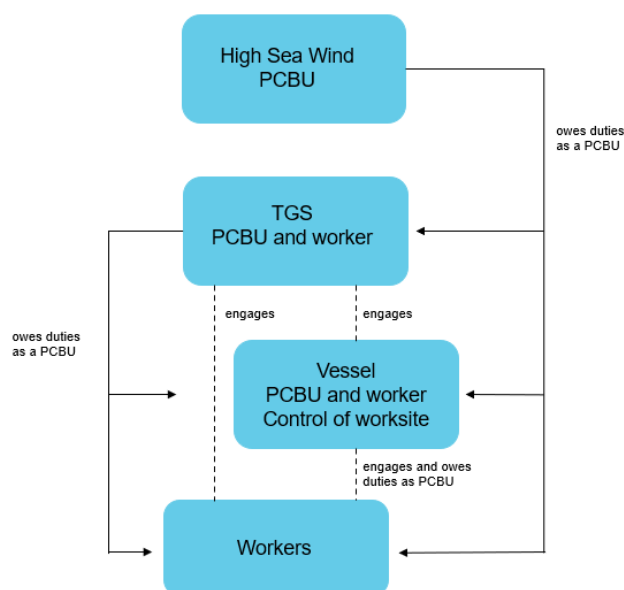 High Sea Wind
PCBU
owes duties
as a PCBU
TGS
PCBU and worker
engages
engages
owes duties
as a PCBU
Vessel
PCBU and worker
Control of worksite
engages and owes
duties as PCBU
Workers